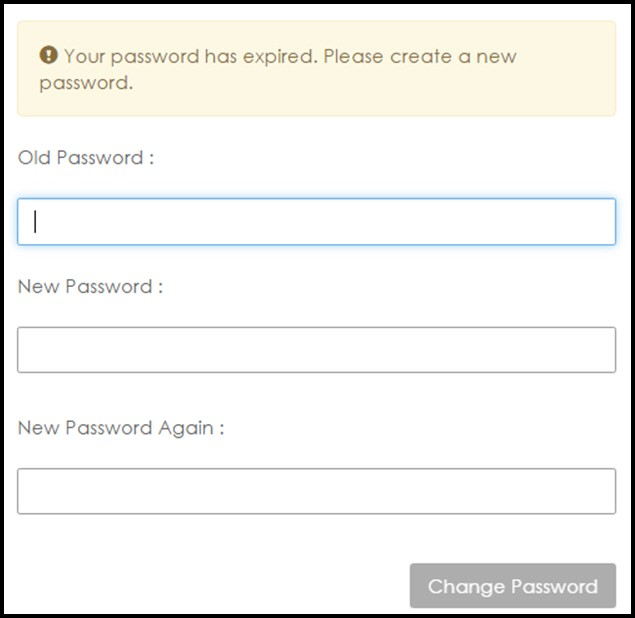 Your password has expired. Please create a new
password.
Old Password :
New Password :
New Password Again :
Change Password